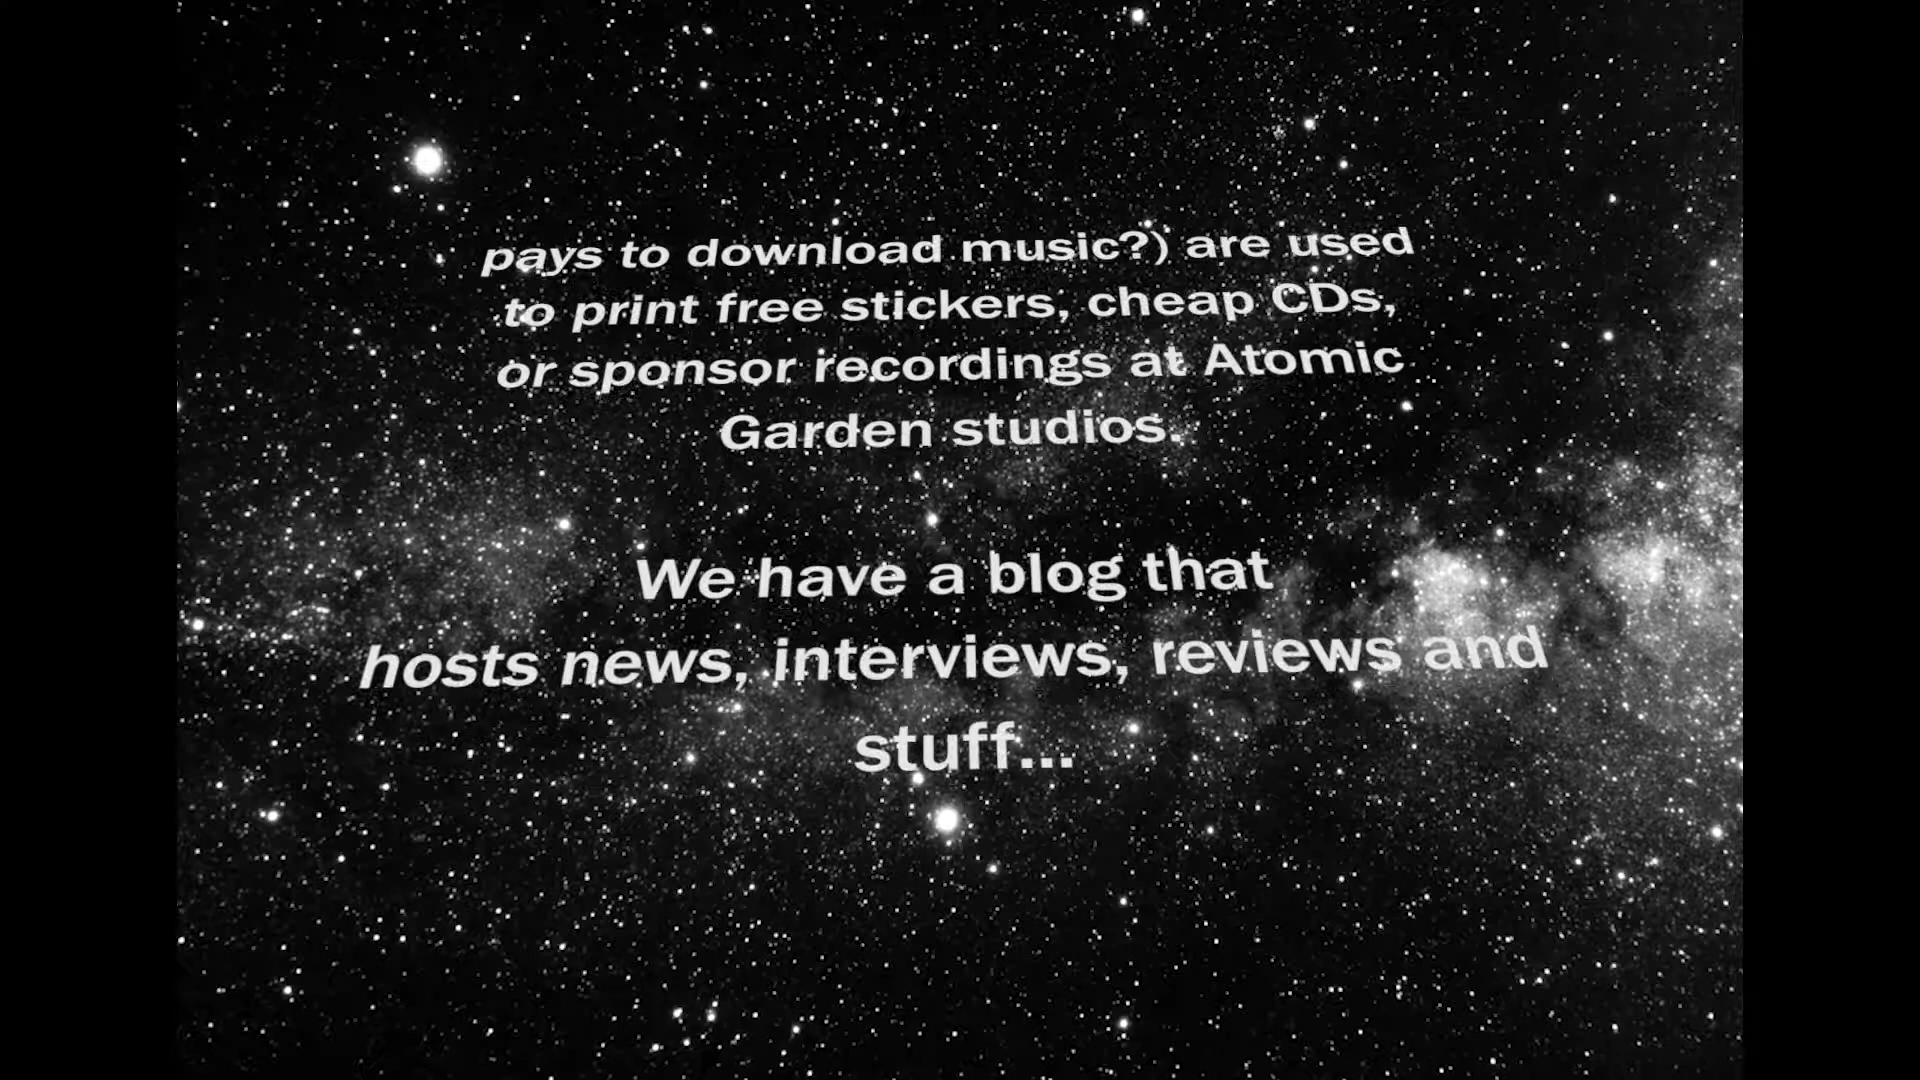 pays to download music?) are used
to print free stickers, cheap CDs,
or sponsor recordings at Atomic
Garden studios.
We have a blog that
hosts news, interviews, reviews and
stuff...